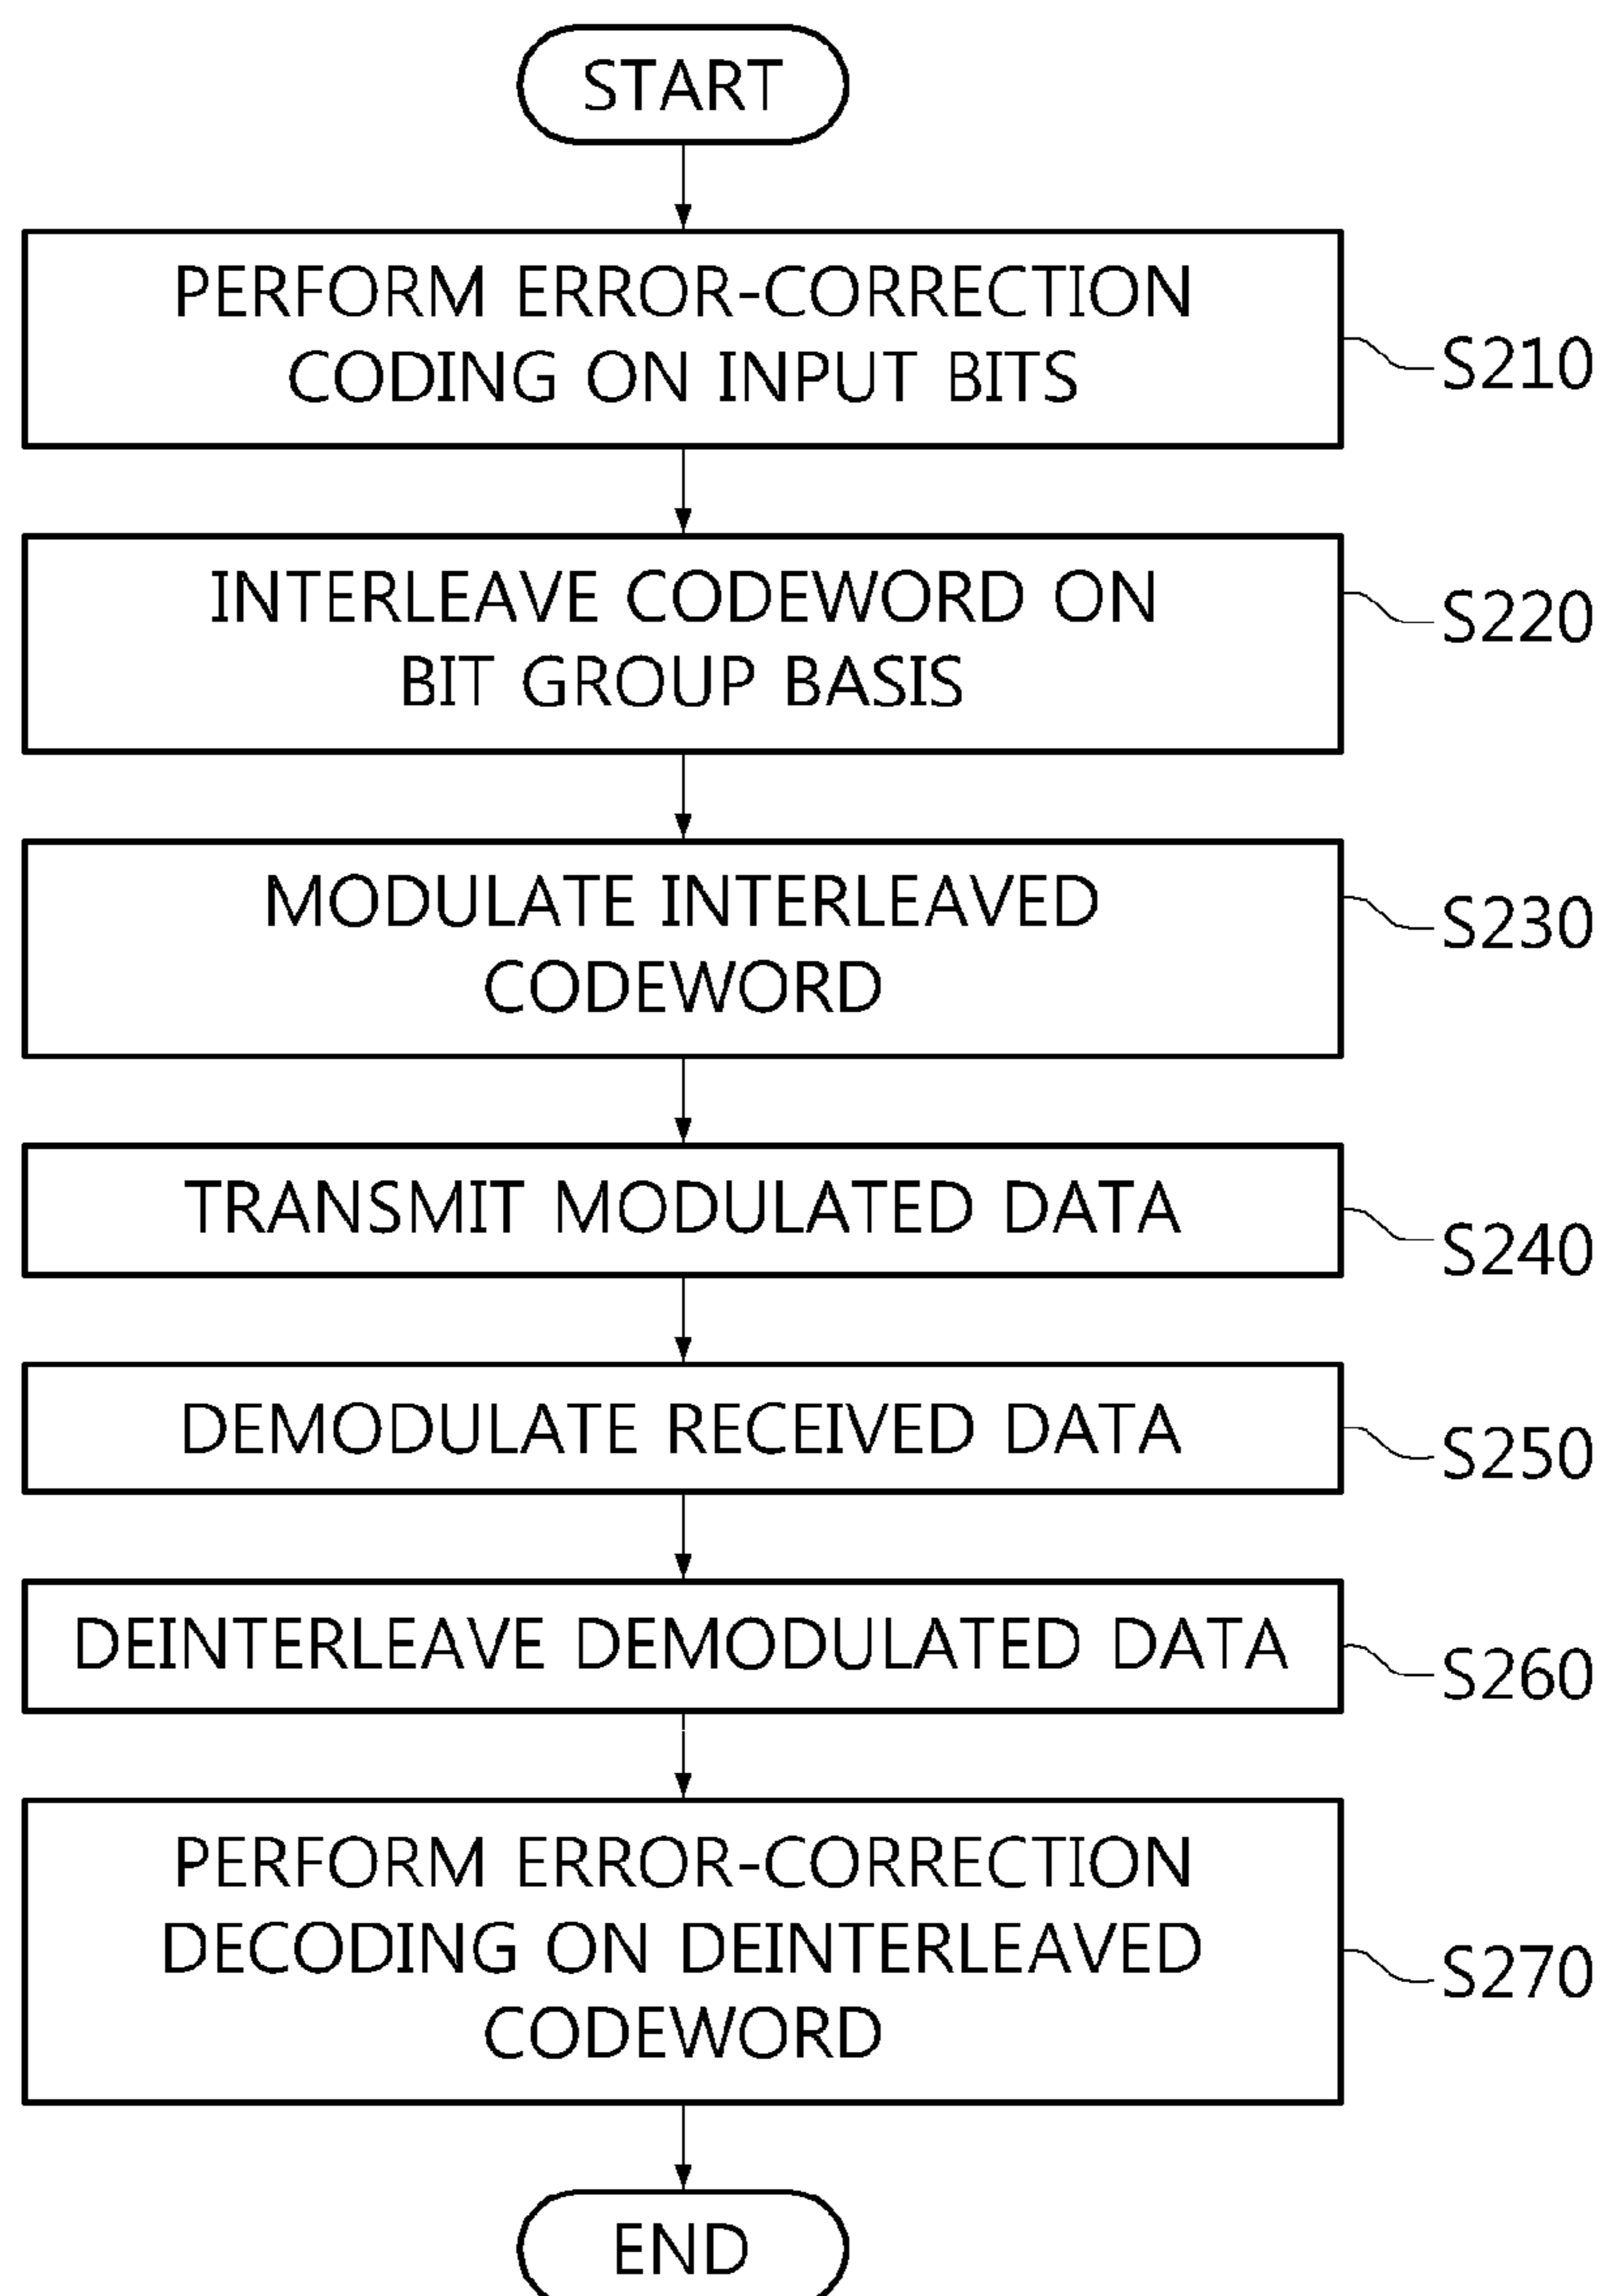 START
PERFORM ERROR-CORRECTION
CODING ON INPUT BITS
S210
INTERLEAVE CODEWORD ON
BIT GROUP BASIS
S220
MODULATE INTERLEAVED
CODEWORD
S230
TRANSMIT MODULATED DATA
S240
DEMODULATE RECEIVED DATA
S250
DEINTERLEAVE DEMODULATED DATA
S260
PERFORM ERROR-CORRECTION
DECODING ON DEINTERLEAVED
CODEWORD
S270
END